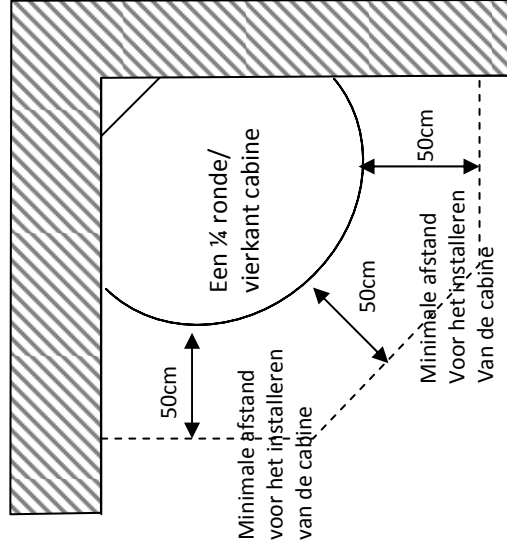 Een ¼ ronde/
vierkant cabine
50cm
50cm
50cm
Minimale afstand
voor het installeren
van de cabine
Minimale afstand
Voor het installeren
Van de cabine